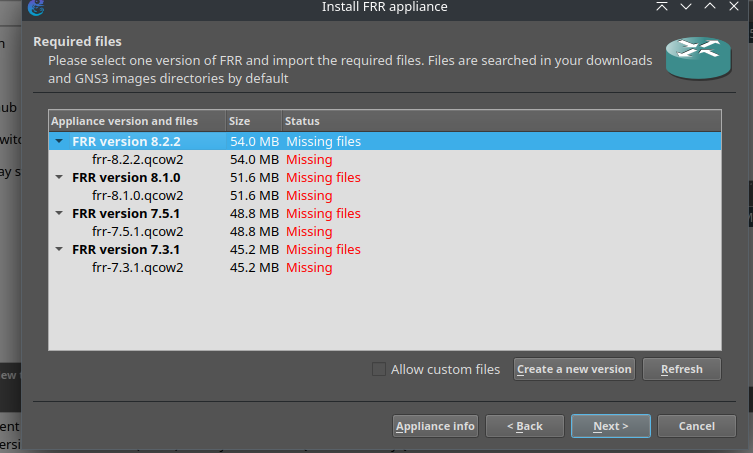 Install FRR appliance
Required files
Please select one version of FRR and import the required files. Files are searched in your downloads
and GNS3 images directories by default
Appliance version and files Size Status
FRR version 8.2.2 54.0 MB Missing files
frr-8.2.2.qcow2 54.0 MB Missing
FRR version 8.1.0 51.6 MB Missing files
frr-8.1.0.qcow2 51.6 MB Missing
FRR version 7.5.1 48.8 MB Missing files
frr-7.5.1.qcow2 48.8 MB Missing
FRR version 7.3.1 45.2 MB Missing files
frr-7.3.1.qcow2 45.2 MB Missing
Allow custom files Create a new version Refresh
Appliance info < Back Next > Cancel